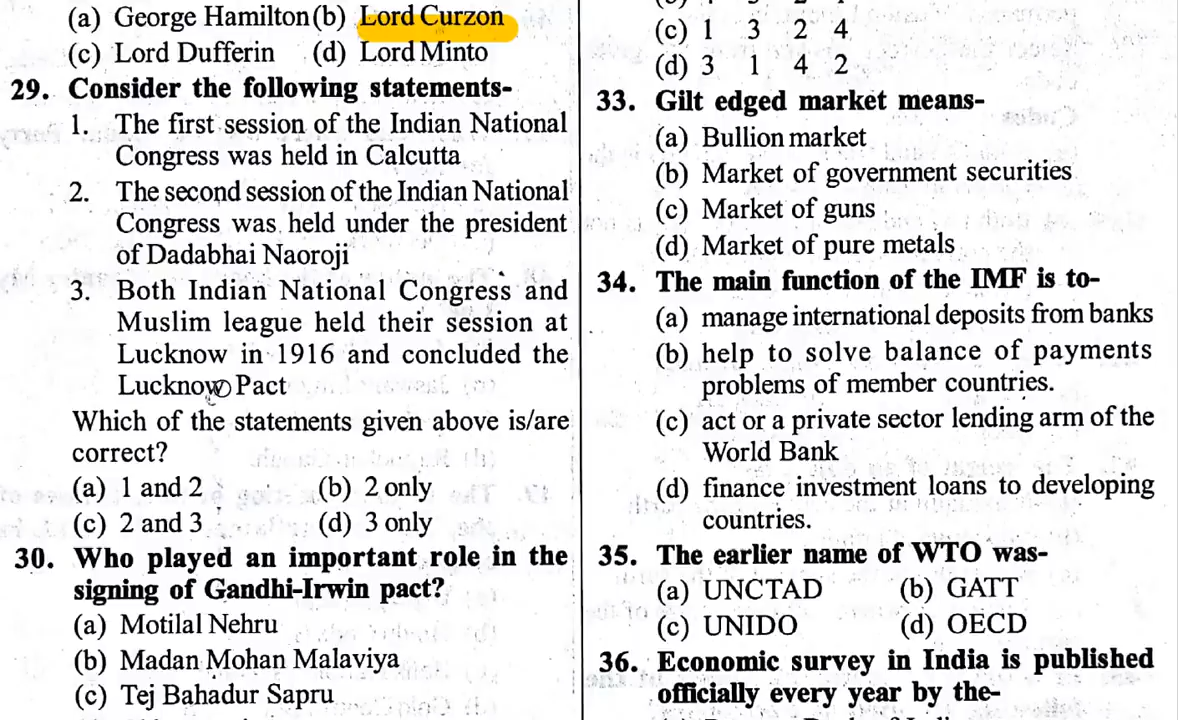 (a) George Hamilton (b) Lord Curzon
(c) Lord Dufferin (d) Lord Minto
29. Consider the following statements-
1. The first session of the Indian National
Congress was held in Calcutta
2. The second session of the Indian National
Congress was held under the president
of Dadabhai Naoroji
3. Both Indian National Congress and
Muslim league held their session at
Lucknow in 1916 and concluded the
Lucknow Pact
Which of the statements given above is/are
correct?
(a) 1 and 2 (b) 2 only
(c) 2 and 3 (d) 3 only
30. Who played an important role in the
signing of Gandhi-Irwin pact?
(a) Motilal Nehru
(b) Madan Mohan Malaviya
(c) Tej Bahadur Sapru
(c) 1 3 2 4
(d) 3 1 4 2
33. Gilt edged market means-
(a) Bullion market
(b) Market of government securities
(c) Market of guns
(d) Market of pure metals
34. The main function of the IMF is to-
(a) manage international deposits from banks
(b) help to solve balance of payments
problems of member countries.
(c) act or a private sector lending arm of the
World Bank
(d) finance investment loans to developing
countries.
35. The earlier name of WTO was-
(a) UNCTAD (b) GATT
(c) UNIDO (d) OECD
36. Economic survey in India is published
officially every year by the-